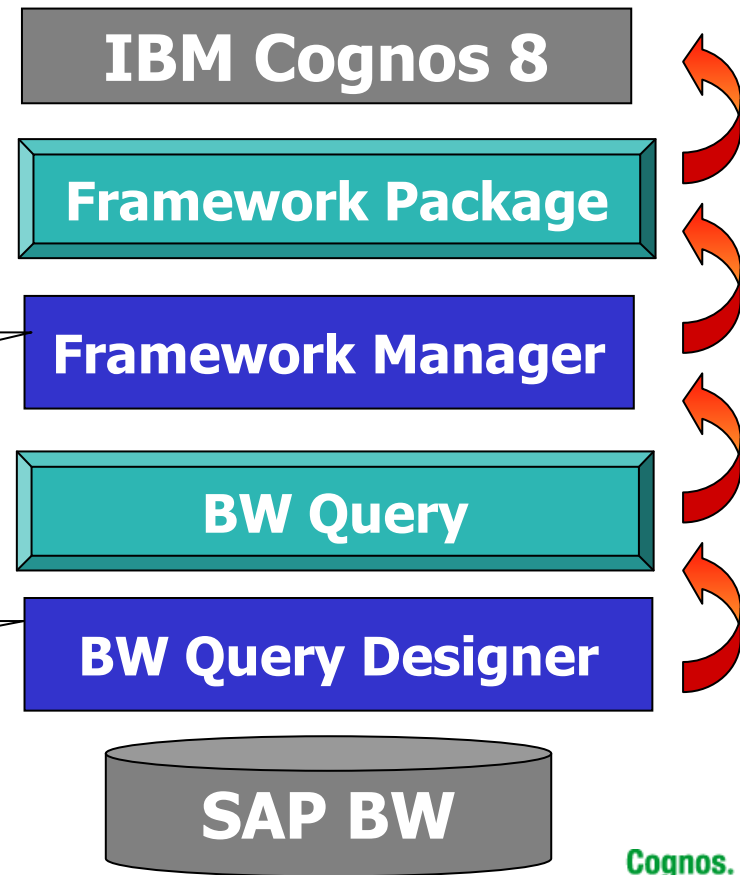 IBM Cognos 8
Framework Package
Framework Manager
BW Query
BW Query Designer
SAP BW
Cognos.